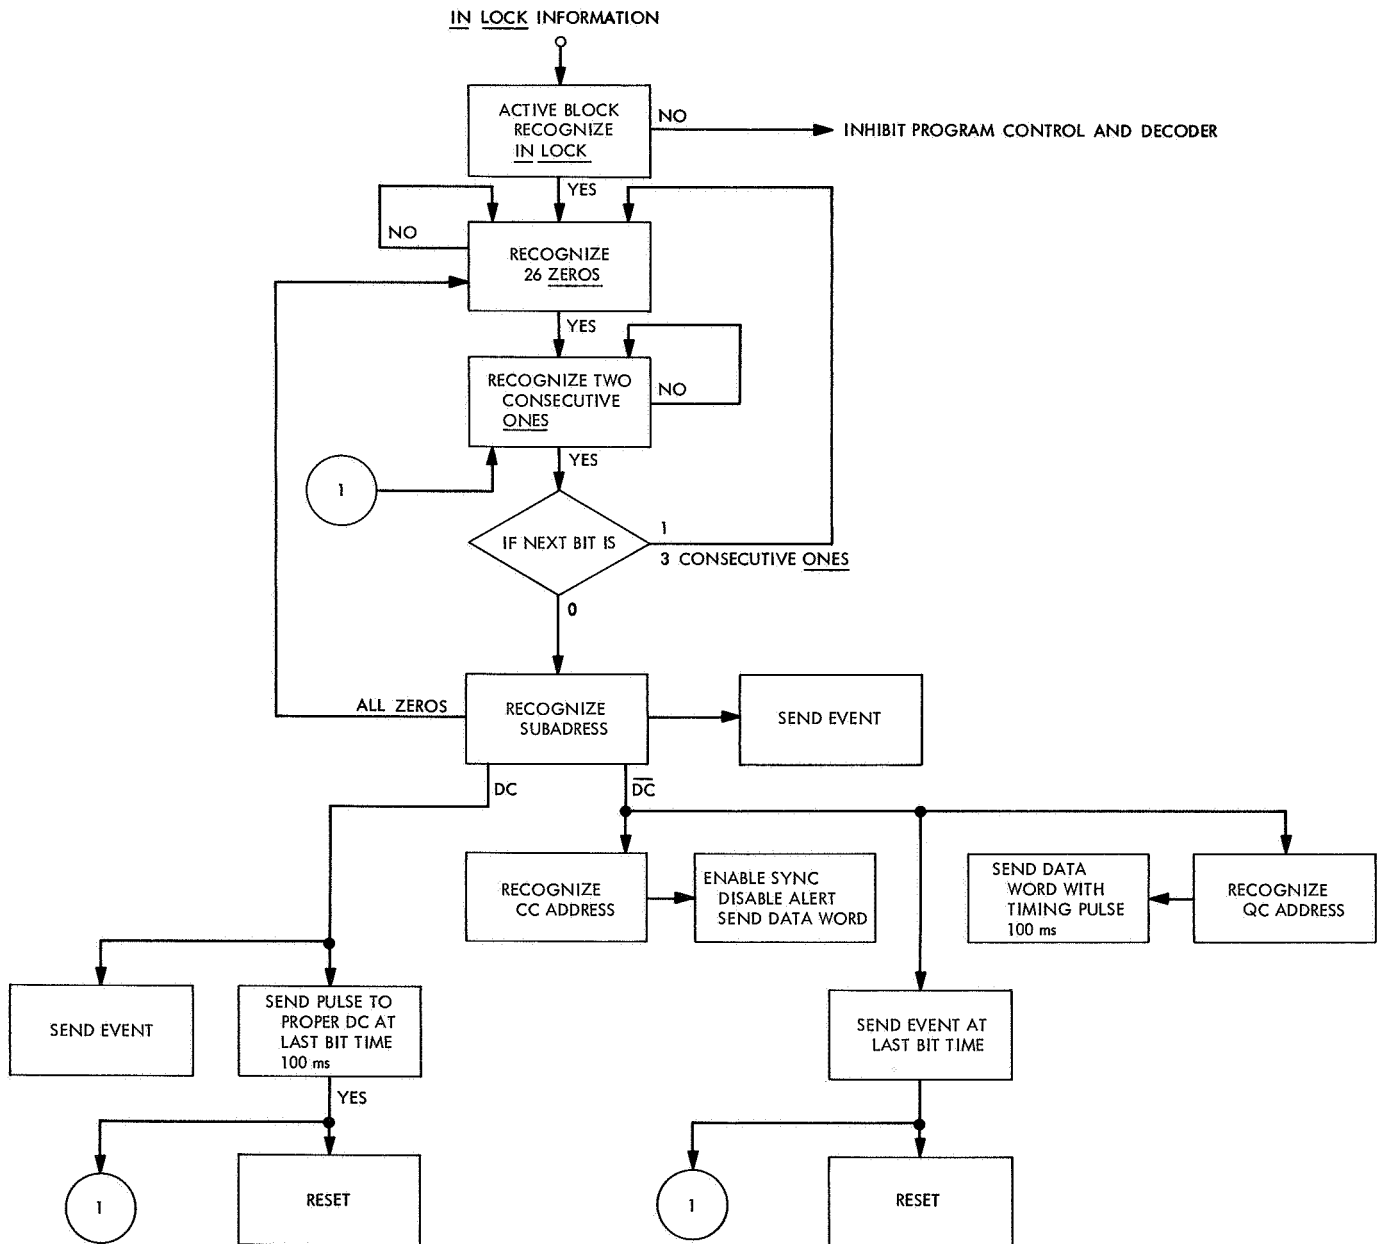 IN LOCK INFORMATION
ACTIVE BLOCK
RECOGNIZE
IN LOCK
NO
INHIBIT PROGRAM CONTROL AND DECODER
YES
NO
RECOGNIZE
26 ZEROS
YES
RECOGNIZE TWO
CONSECUTIVE
ONES
NO
YES
1
IF NEXT BIT IS
1
3 CONSECUTIVE ONES
0
ALL ZEROS
RECOGNIZE
SUBADRESS
SEND EVENT
DC
D̅C̅
RECOGNIZE
CC ADDRESS
ENABLE SYNC
DISABLE ALERT
SEND DATA WORD
SEND DATA
WORD WITH
TIMING PULSE
100 ms
RECOGNIZE
QC ADDRESS
SEND EVENT
SEND PULSE TO
PROPER DC AT
LAST BIT TIME
100 ms
SEND EVENT AT
LAST BIT TIME
YES
1
RESET
1
RESET